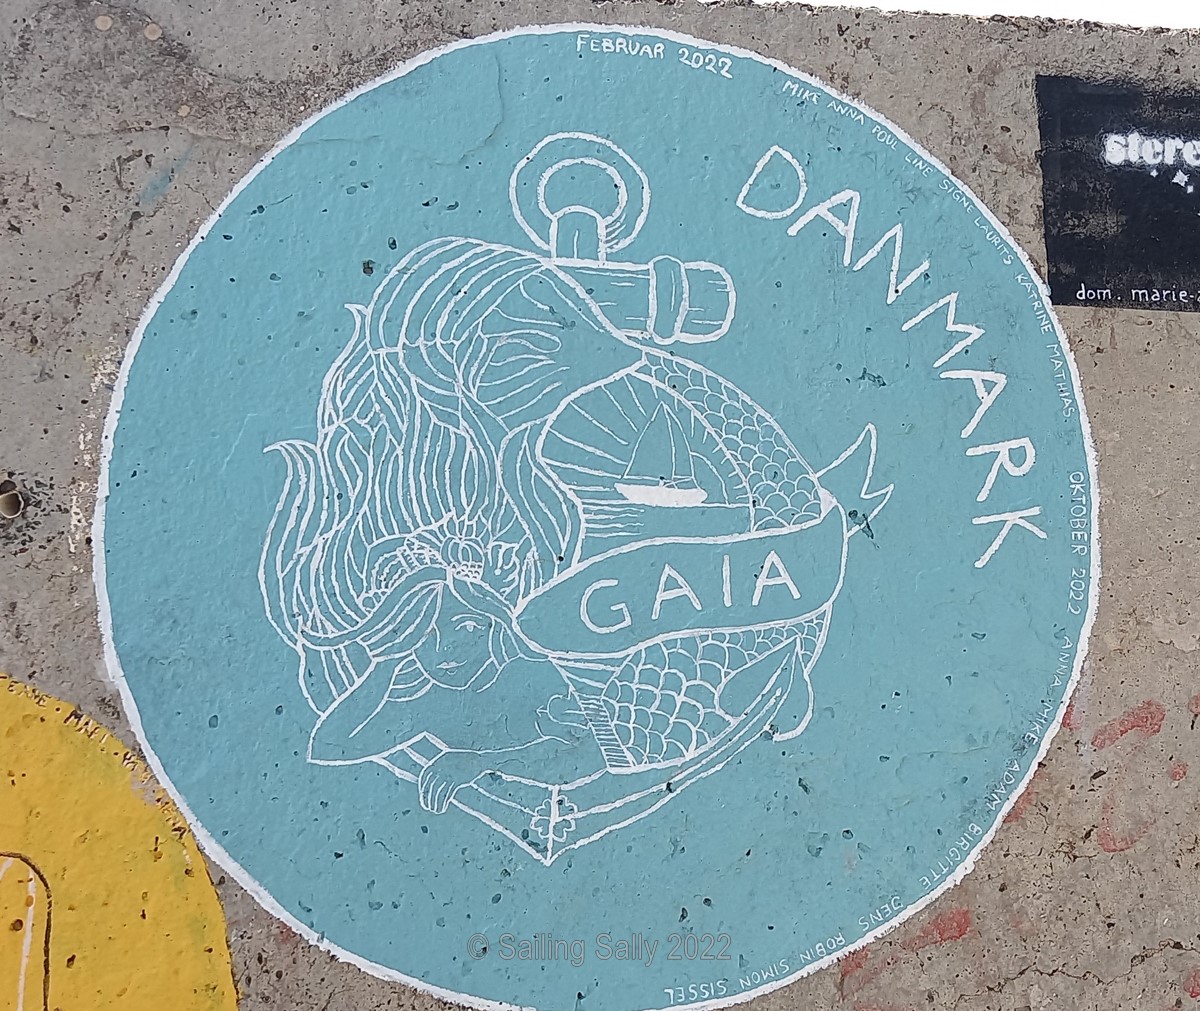 FEBRUAR 2022
MIKE ANNA POUL LINE SIGNE LAURITS KATRINE MATHIAS
DANMARK
OKTOBER 2022 ANNA MIKE ADAM BIRGITTE JENS ROBIN SIMON SISSEL
GAIA
stere
dom. marie-
© Sailing Sally 2022